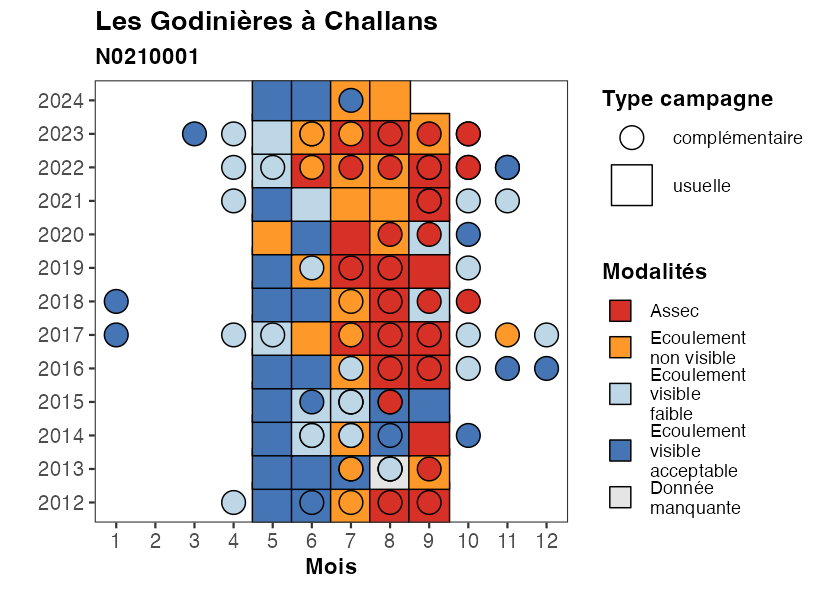 Les Godinières à Challans
N0210001
2024
2023
2022
2021
2020
2019
2018
2017
2016
2015
2014
2013
2012
1 2 3 4 5 6 7 8 9 10 11 12
Mois
Type campagne
complémentaire
usuelle
Modalités
Assec
Ecoulement
non visible
Ecoulement
visible
faible
Ecoulement
visible
acceptable
Donnée
manquante